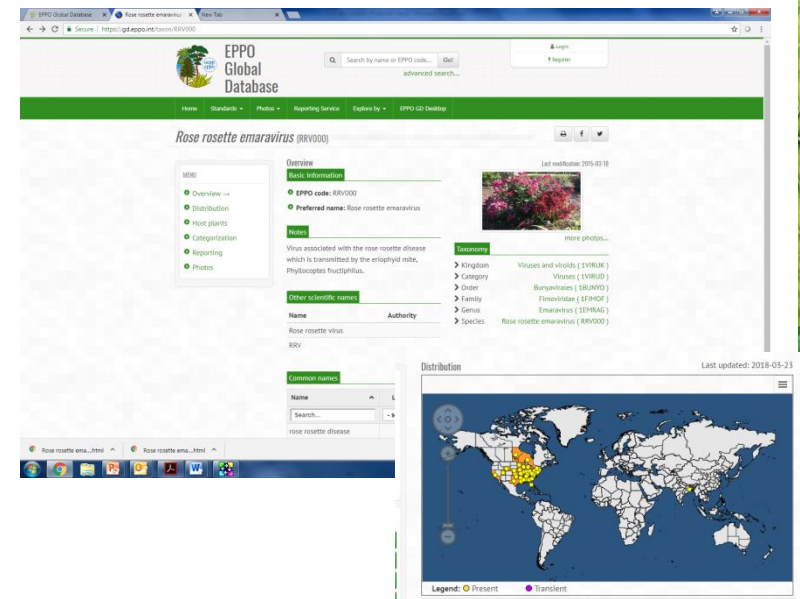 EPPO Global Database
Rose rosette emaravirus (
New Tab
Secure | https://gd.eppo.int/taxon/RRV000
EPPO
Global
Database
Search by name or EPPO code...
Go!
advanced search...
Login
Register
Home
Standards
Photos
Reporting Service
Explore by
EPPO GD Desktop
Rose rosette emaravirus (RRV000)
MENU
Overview
Distribution
Host plants
Categorization
Reporting
Photos
Overview
Basic information
EPPO code: RRV000
Preferred name: Rose rosette emaravirus
Notes
Virus associated with the rose rosette disease
which is transmitted by the eriophyid mite,
Phyllocoptes fructiphilus.
Other scientific names
Name Authority
Rose rosette virus
RRV
Common names
Name
Search...
rose rosette disease
Last modification: 2015-03-18
more photos...
Taxonomy
Kingdom Viruses and viroids ( 1VIRUK )
Category Viruses ( 1VIRUD )
Order Bunyavirales ( 1BUNYO )
Family Fimoviridae ( 1FIMOF )
Genus Emaravirus ( 1EMRAG )
Species Rose rosette emaravirus ( RRV000 )
Rose rosette ema....html
Rose rosette ema....html
Distribution
Last updated: 2018-03-23
Legend: Present Transient